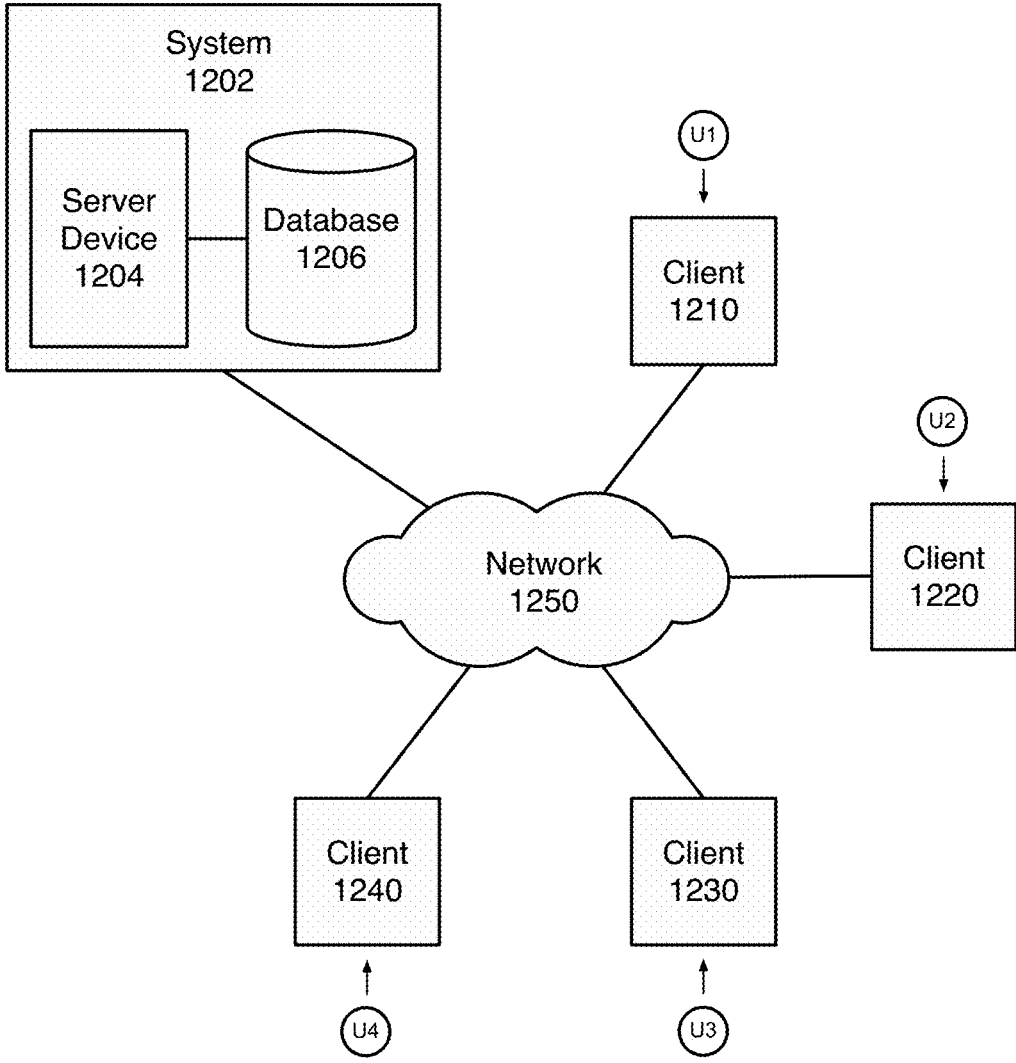 System
1202
Server
Device
1204
Database
1206
U1
Client
1210
U2
Client
1220
Network
1250
Client
1240
Client
1230
U4
U3